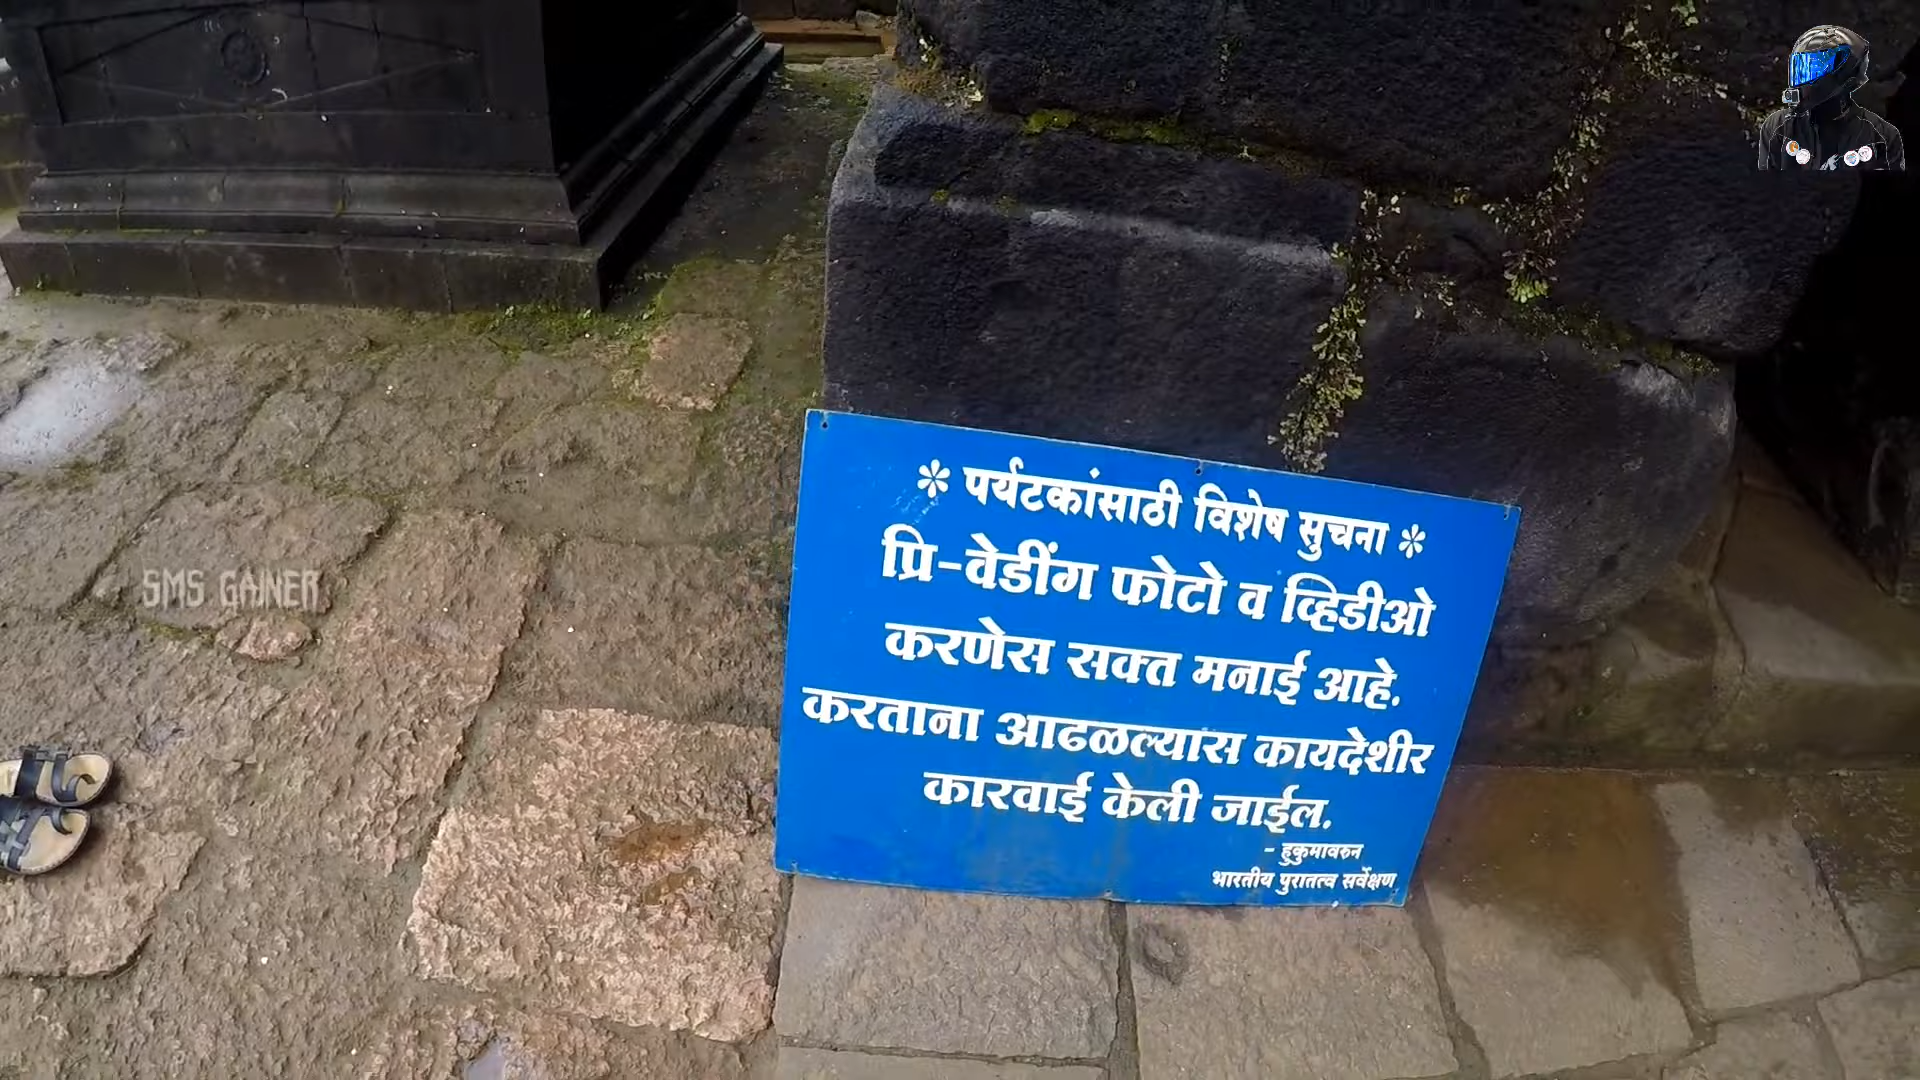 ✽ पर्यटकांसाठी विशेष सुचना ✽
प्रि-वेडींग फोटो व व्हिडीओ
करणेस सक्त मनाई आहे.
करताना आढळल्यास कायदेशीर
कारवाई केली जाईल.
- हुकुमावरुन
भारतीय पुरातत्व सर्वेक्षण
SMS GAINER